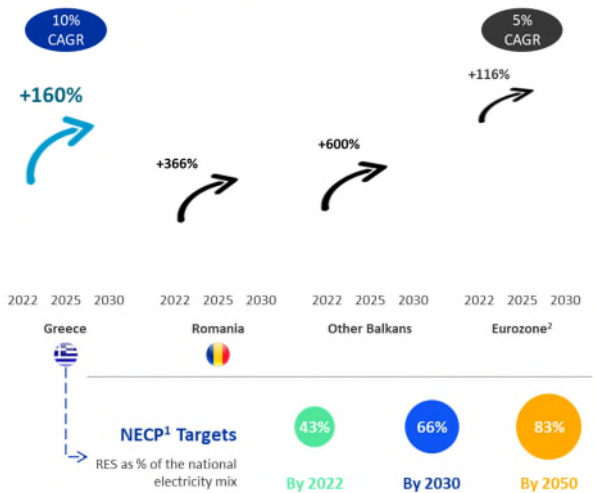 10%
CAGR
5%
CAGR
+160%
+366%
+600%
+116%
2022 2025 2030
2022 2025 2030
2022 2025 2030
2022 2025 2030
Greece
Romania
Other Balkans
Eurozone²
NECP¹ Targets
RES as % of the national
electricity mix
43%
66%
83%
By 2022
By 2030
By 2050